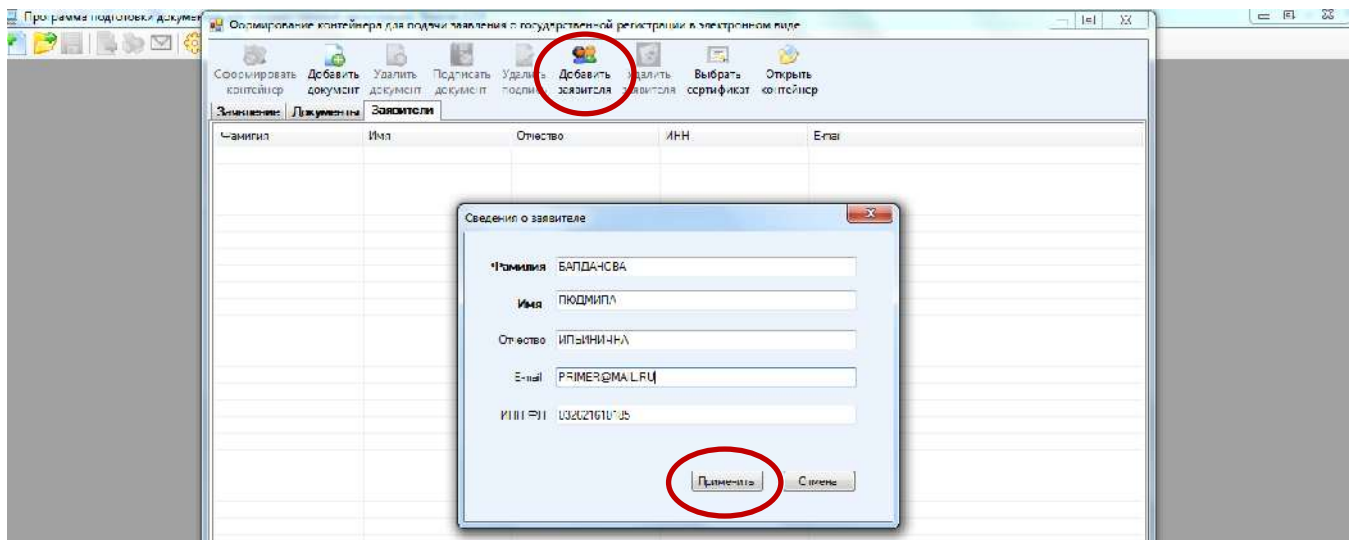 Программа подготовки докумен
Формирование контейнера для подачи заявления о государственной регистрации в электронном виде
Сформировать Добавить Удалить Подписать Удалить Добавить Удалить Выбрать Открыть
контейнер документ документ документ подпись заявителя заявителя сертификат контейнер
Заявление Документы Заявители
Фамилия Имя Отчество ИНН E-mail
Сведения о заявителе
Фамилия БАЛДАНОВА
Имя ЛЮДМИЛА
Отчество ИЛЬИНИЧНА
E-mail PRIMER@MAIL.RU
ИНН ФЛ
Применить Отмена